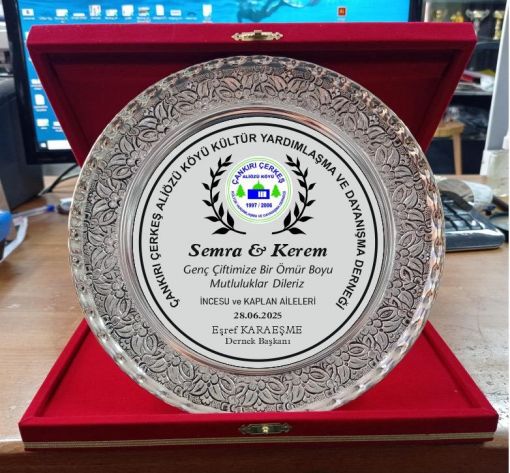 ÇANKIRI ÇERKEŞ ALİÖZÜ KÖYÜ KÜLTÜR YARDIMLAŞMA VE DAYANIŞMA DERNEĞİ
ÇANKIRI ÇERKEŞ
ALİÖZÜ KÖYÜ
1997 / 2006
Semra & Kerem
Genç Çiftimize Bir Ömür Boyu
Mutluluklar Dileriz
İNCESU ve KAPLAN AİLELERİ
28.06.2025
Eşref KARAEŞME
Dernek Başkanı